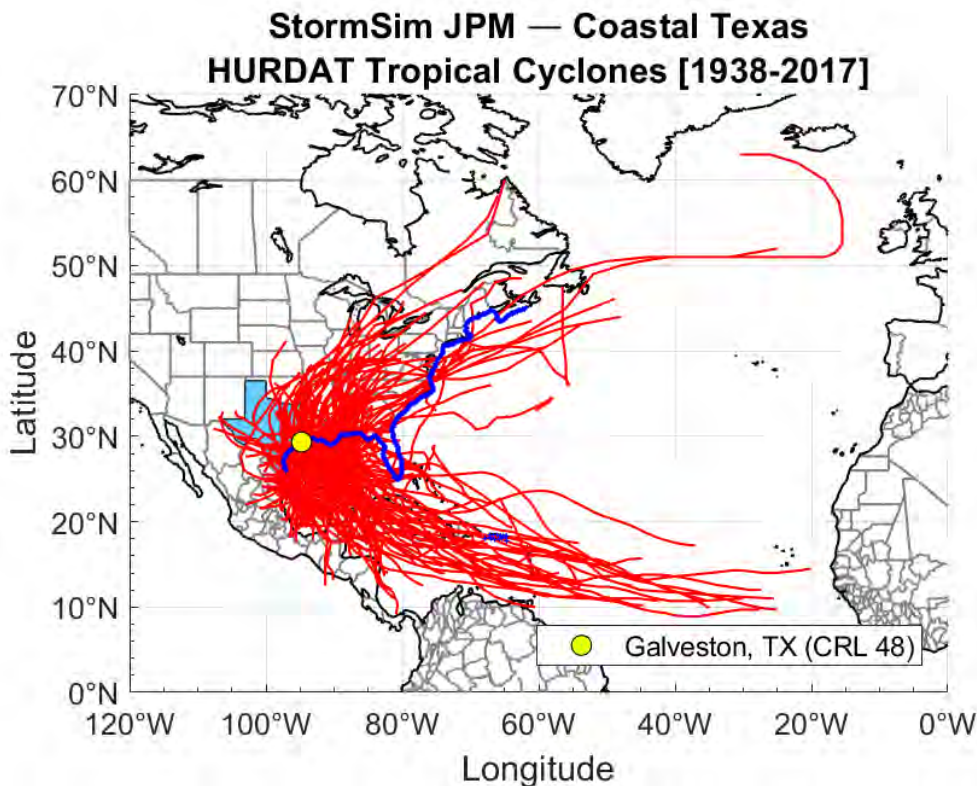 StormSim JPM — Coastal Texas
HURDAT Tropical Cyclones [1938-2017]
70°N
60°N
50°N
40°N
30°N
20°N
10°N
0°N
Latitude
Galveston, TX (CRL 48)
120°W 100°W 80°W 60°W 40°W 20°W 0°W
Longitude